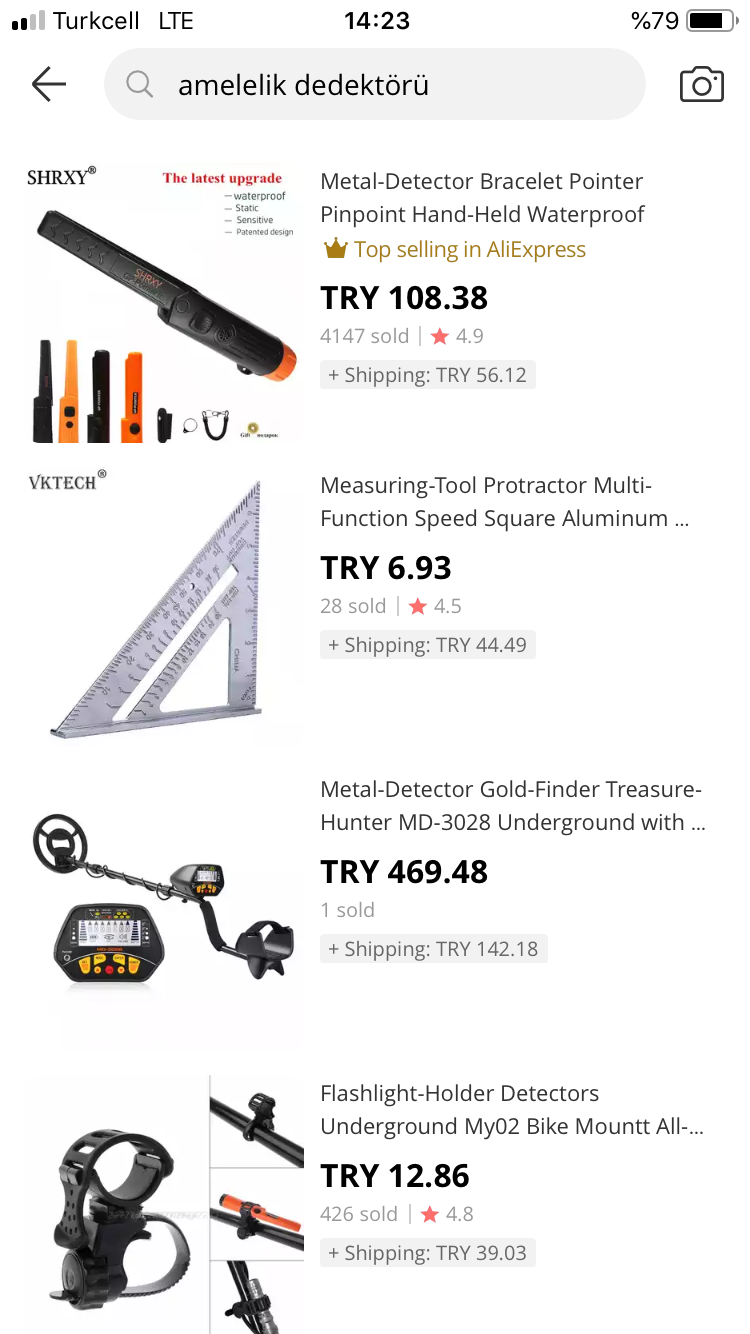 Turkcell LTE 14:23 %79
amelelik dedektörü
SHRXY®
The latest upgrade
waterproof
Static
Sensitive
Patented design
SHRXY
Metal-Detector Bracelet Pointer
Pinpoint Hand-Held Waterproof
Top selling in AliExpress
TRY 108.38
4147 sold | 4.9
+ Shipping: TRY 56.12
VKTECH®
Measuring-Tool Protractor Multi-
Function Speed Square Aluminum ...
TRY 6.93
28 sold | 4.5
+ Shipping: TRY 44.49
Metal-Detector Gold-Finder Treasure-
Hunter MD-3028 Underground with ...
TRY 469.48
1 sold
+ Shipping: TRY 142.18
Flashlight-Holder Detectors
Underground My02 Bike Mountt All-...
TRY 12.86
426 sold | 4.8
+ Shipping: TRY 39.03